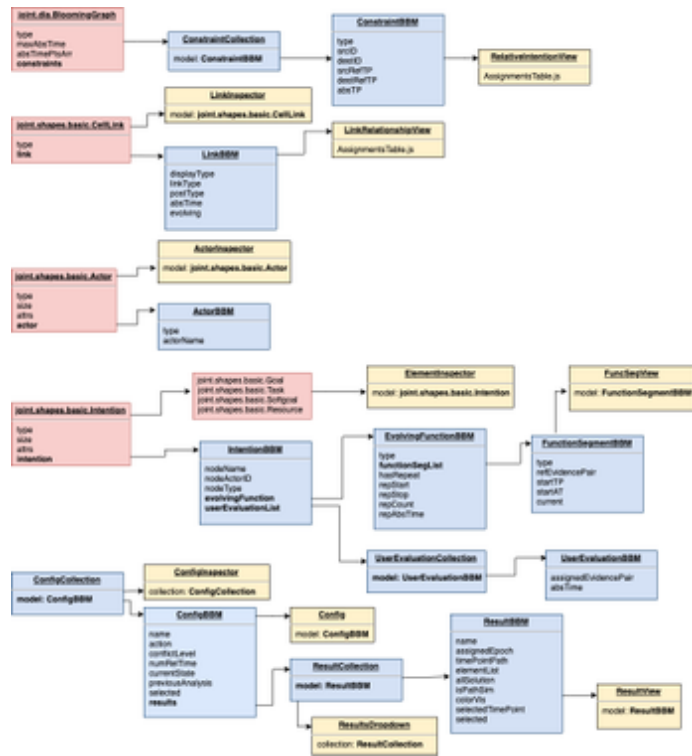 joint.dia.BloomingGraph
type
maxAbsTime
absTimePtsArr
constraints
ConstraintCollection
model: ConstraintBBM
ConstraintBBM
type
srcID
destID
srcRefTP
destRefTP
absTP
RelativeIntentionView
AssignmentsTable.js
LinkInspector
model: joint.shapes.basic.CellLink
joint.shapes.basic.CellLink
type
link
LinkBBM
displayType
linkType
postType
absTime
evolving
LinkRelationshipView
AssignmentsTable.js
ActorInspector
model: joint.shapes.basic.Actor
joint.shapes.basic.Actor
type
size
attrs
actor
ActorBBM
type
actorName
joint.shapes.basic.Goal
joint.shapes.basic.Task
joint.shapes.basic.Softgoal
joint.shapes.basic.Resource
ElementInspector
model: joint.shapes.basic.Intention
FuncSegView
model: FunctionSegmentBBM
joint.shapes.basic.Intention
type
size
attrs
intention
IntentionBBM
nodeName
nodeActorID
nodeType
evolvingFunction
userEvaluationList
EvolvingFunctionBBM
type
functionSegList
hasRepeat
repStart
repStop
repCount
repAbsTime
FunctionSegmentBBM
type
refEvidencePair
startTP
startAT
current
UserEvaluationCollection
model: UserEvaluationBBM
UserEvaluationBBM
assignedEvidencePair
absTime
ConfigCollection
model: ConfigBBM
ConfigInspector
collection: ConfigCollection
ConfigBBM
name
action
conflictLevel
numRelTime
currentState
previousAnalysis
selected
results
Config
model: ConfigBBM
ResultCollection
model: ResultBBM
ResultsDropdown
collection: ResultCollection
ResultBBM
name
assignedEpoch
timePointPath
elementList
allSolution
isPathSim
colorVis
selectedTimePoint
selected
ResultView
model: ResultBBM